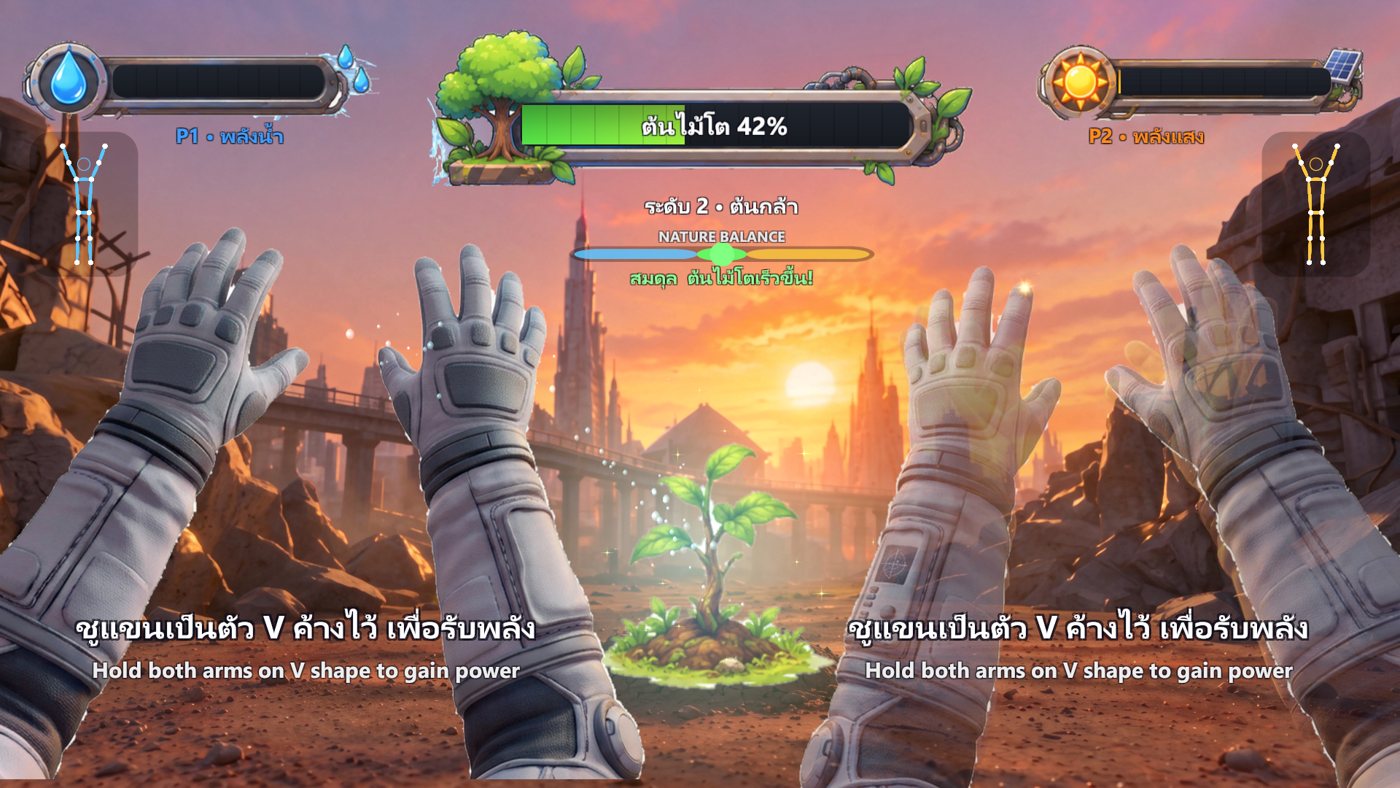 P1 • พลังน้ำ
ต้นไม้โต 42%
P2 • พลังแสง
ระดับ 2 • ต้นกล้า
NATURE BALANCE
สมดุล ต้นไม้โตเร็วขึ้น!
ชูแขนเป็นตัว V ค้างไว้ เพื่อรับพลัง
Hold both arms on V shape to gain power
ชูแขนเป็นตัว V ค้างไว้ เพื่อรับพลัง
Hold both arms on V shape to gain power